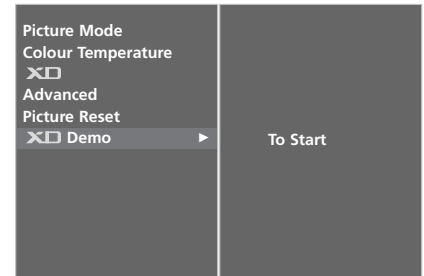 Picture Mode
Colour Temperature
XD
Advanced
Picture Reset
XD Demo ►
To Start